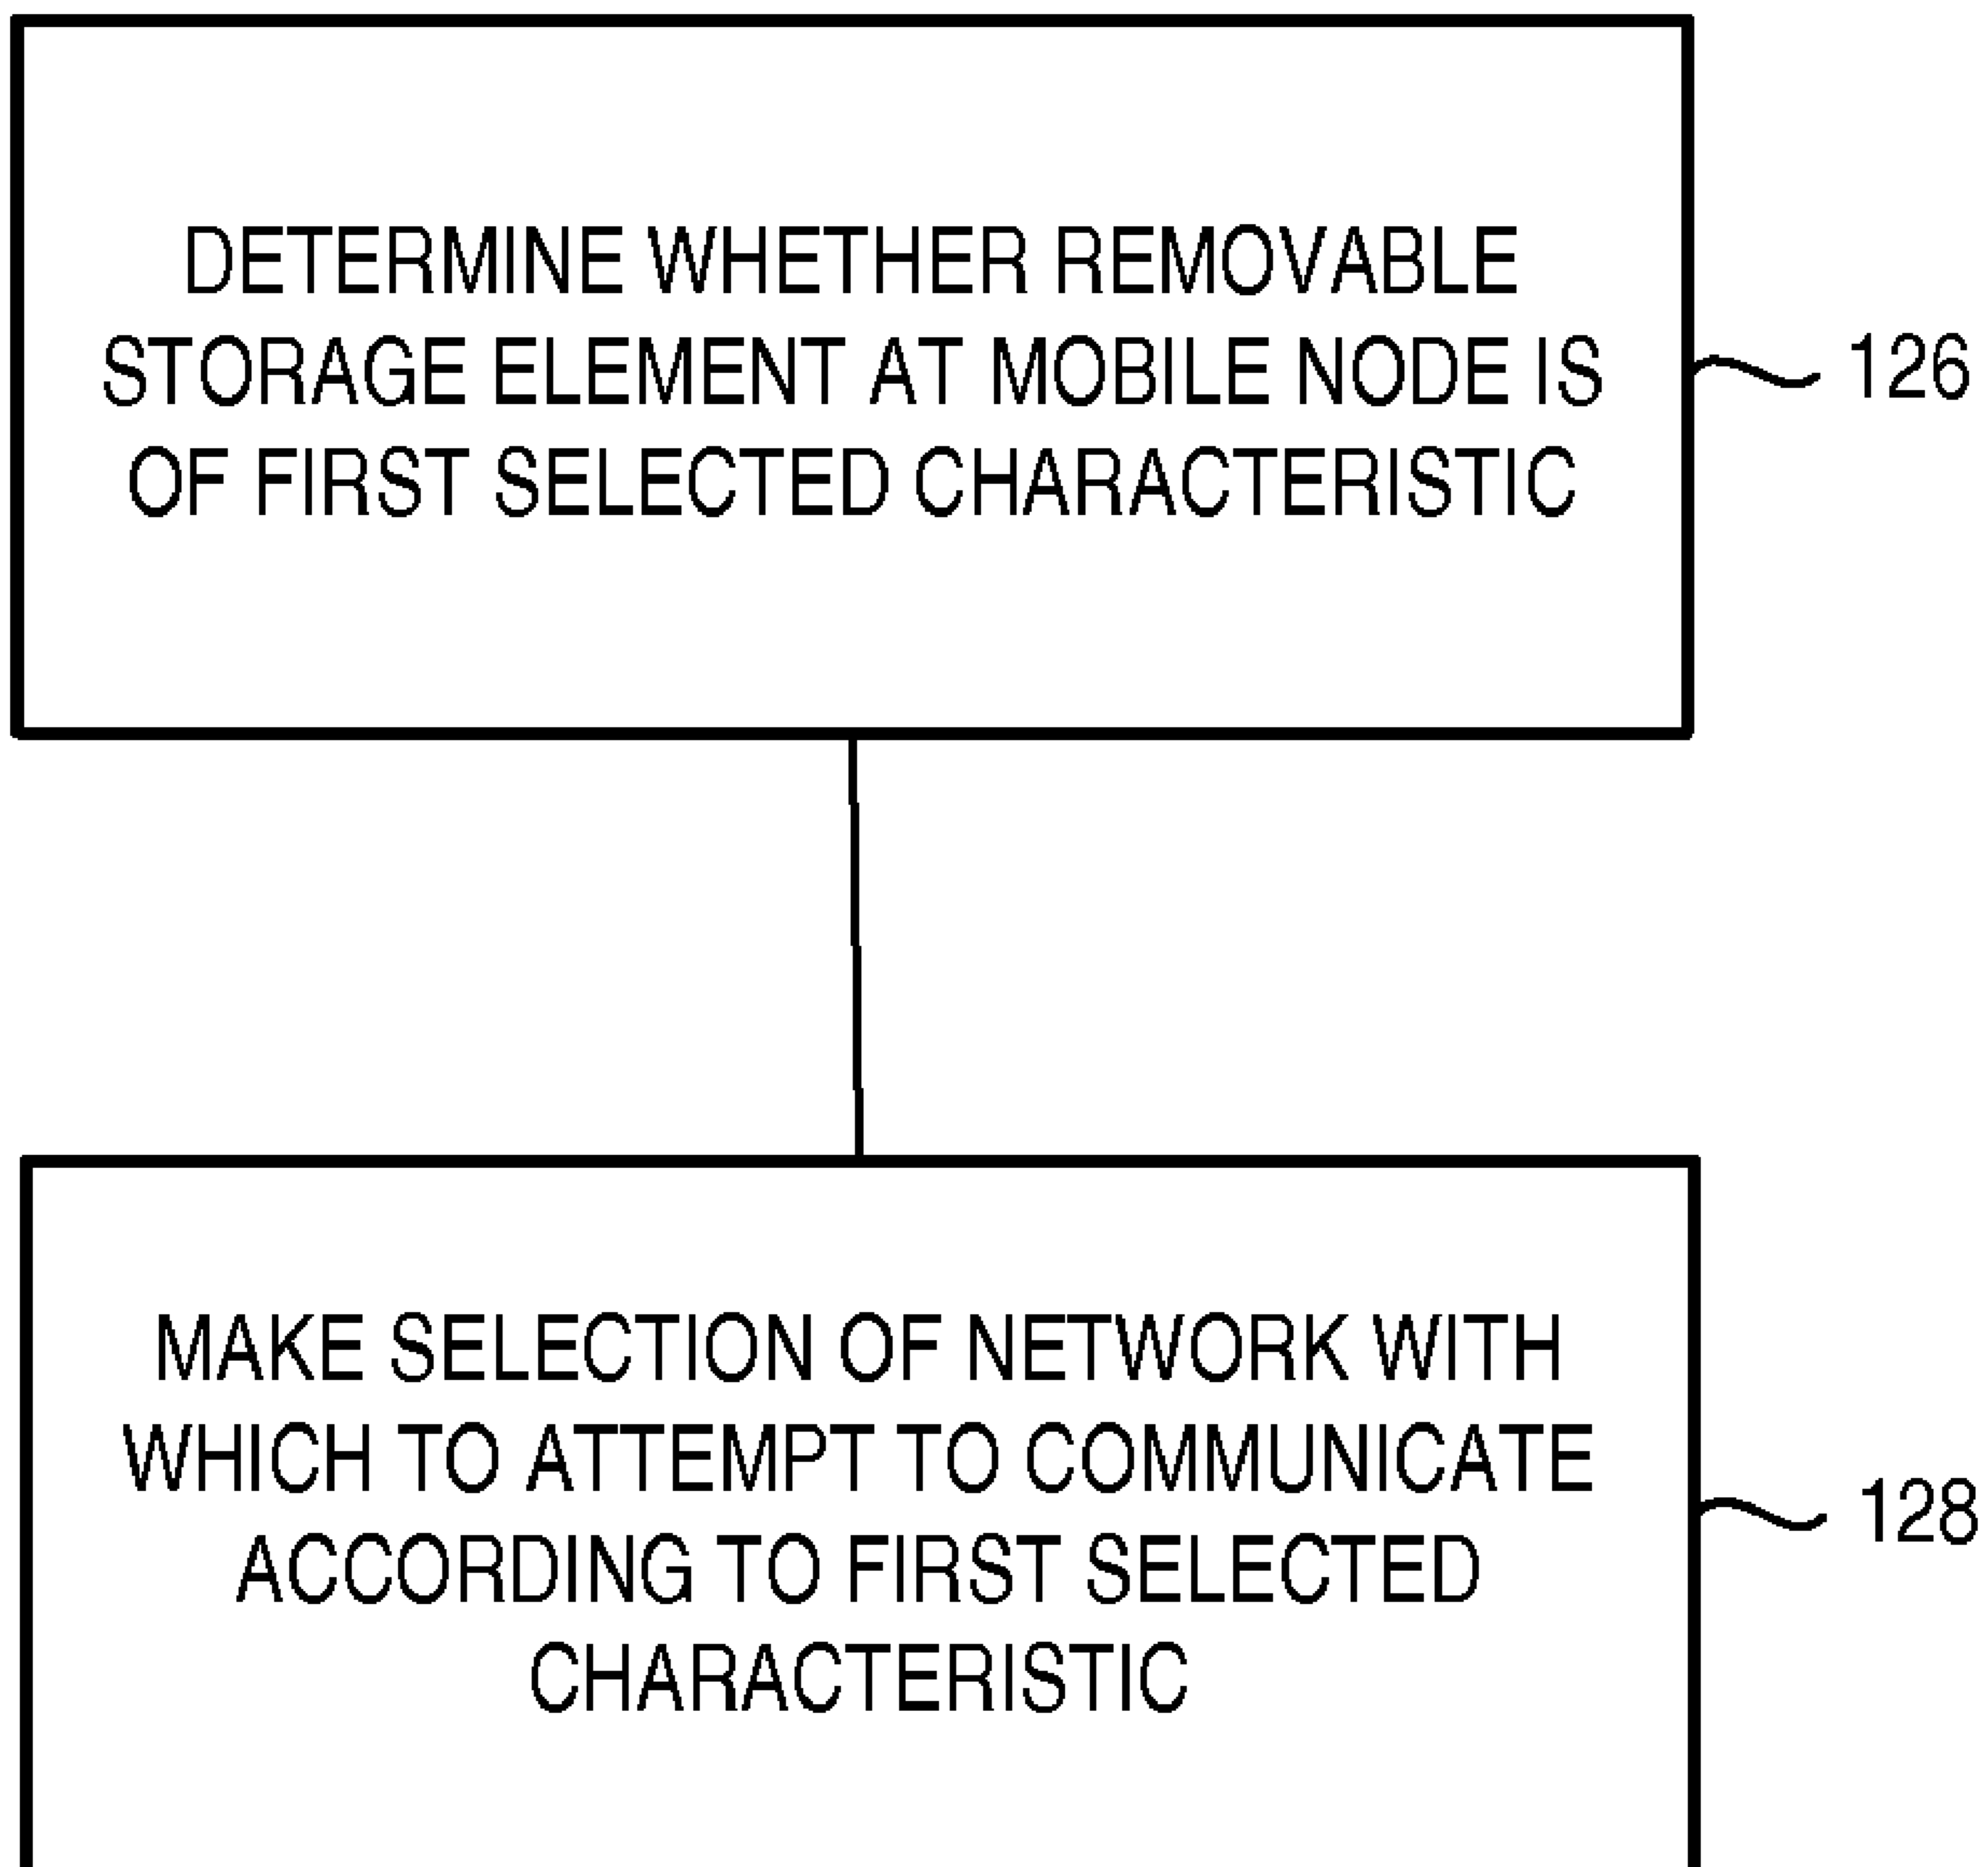 DETERMINE WHETHER REMOVABLE
STORAGE ELEMENT AT MOBILE NODE IS
OF FIRST SELECTED CHARACTERISTIC
126
MAKE SELECTION OF NETWORK WITH
WHICH TO ATTEMPT TO COMMUNICATE
ACCORDING TO FIRST SELECTED
CHARACTERISTIC
128